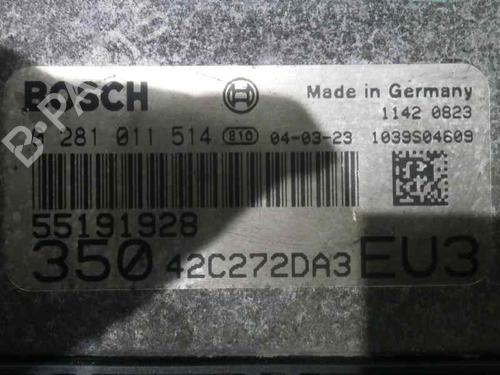 BOSCH
Made in Germany
1142 0823
281 011 514 810 04-03-23 1039S04609
55191928
350 42C272DA3 EU3